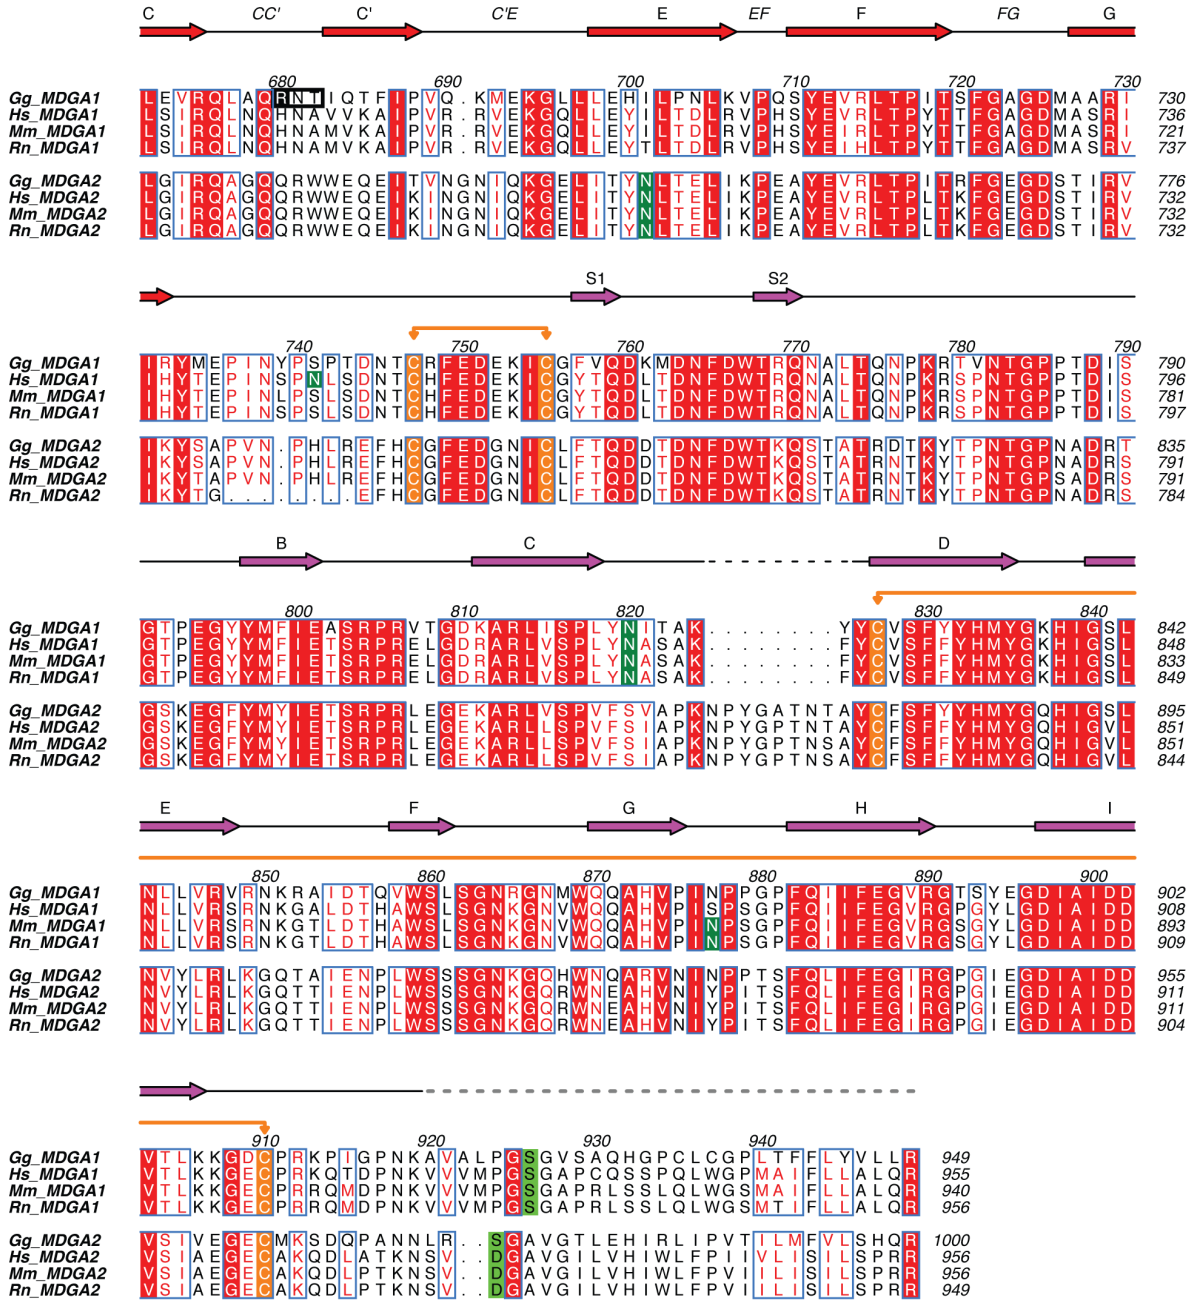 C CC' C' C'E E EF F FG G
680 690 700 710 720 730
Gg_MDGA1 LEVRQLAQRNTIQTFIPVQ.KMEKGLLLEHILPNLKVPQSYEVRLTPITSFGAGDMAARI 730
Hs_MDGA1 LSIRQLNQHNAVVKAIPVR.RVEKGQLLEYILTDLRVPHSYEVRLTPYTTFGAGDMASRI 736
Mm_MDGA1 LSIRQLNQHNAMVKAIPVR.RVEKGQLLEYILTDLRVPHSYEIRLTPYTTFGAGDMASRI 721
Rn_MDGA1 LSIRQLNQHNAMVKAIPVR.RVEKGQLLEYTLTDLRVPHSYEIHLTPYTTFGAGDMASRV 737
Gg_MDGA2 LGIRQAGQQRWWEQEITVNGNIQKGELITYNLTELIKPEAYEVRLTPITRFGEGDSTIRV 776
Hs_MDGA2 LGIRQAGQQRWWEQEIKINGNIQKGELITYNLTELIKPEAYEVRLTPLTKFGEGDSTIRV 732
Mm_MDGA2 LGIRQAGQQRWWEQEIKINGNIQKGELITYNLTELIKPEAYEVRLTPLTKFGEGDSTIRV 732
Rn_MDGA2 LGIRQAGQQRWWEQEIKINGNIQKGELITYNLTELIKPEAYEVRLTPLTKFGEGDSTIRV 732
S1 S2
740 750 760 770 780 790
Gg_MDGA1 IRYMEPINYPSPTDNTCRFEDEKICGFVQDKMDNFDWTRQNALTQNPKRTVNTGPPTDIS 790
Hs_MDGA1 IHYTEPINSPNLSDNTCHFEDEKICGYTQDLTDNFDWTRQNALTQNPKRSPNTGPPTDIS 796
Mm_MDGA1 IHYTEPINLPSLSDNTCHFEDEKICGYTQDLTDNFDWTRQNALTQNPKRSPNTGPPTDIS 781
Rn_MDGA1 IHYTEPINSPSLSDNTCHFEDEKICGYTQDLTDNFDWTRQNALTQNPKRSPNTGPPTDIS 797
Gg_MDGA2 IKYSAPVN.PHLREFHCGFEDGNICLFTQDDTDNFDWTKQSTATRDTKYTPNTGPNADRT 835
Hs_MDGA2 IKYSAPVN.PHLREFHCGFEDGNICLFTQDDTDNFDWTKQSTATRNTKYTPNTGPNADRS 791
Mm_MDGA2 IKYTAPVN.PHLREFHCGFEDGNICLFTQDDTDNFDWTKQSTATRNTKYTPNTGPNADRS 791
Rn_MDGA2 IKYTG........EFHCGFEDGNICLFTQDDTDNFDWTKQSTATRNTKYTPNTGPNADRS 784
B C D
800 810 820 830 840
Gg_MDGA1 GTPEGYYMFIEASRPRVTGDKARLISPLYNITAK........YYCVSFYYHMYGKHIGSL 842
Hs_MDGA1 GTPEGYYMFIETSRPRELGDRARLVSPLYNASAK........FYCVSFFYHMYGKHIGSL 848
Mm_MDGA1 GTPEGYYMFIETSRPRELGDRARLVSPLYNASAK........FYCVSFFYHMYGKHIGSL 833
Rn_MDGA1 GTPEGYYMFIETSRPRELGDRARLVSPLYNASAK........FYCVSFFYHMYGKHIGSL 849
Gg_MDGA2 GSKEGFYMYIETSRPRLEGEKARLLSPVFSVAPKNPYGATNTAYCFSFYYHMYGQHIGSL 895
Hs_MDGA2 GSKEGFYMYIETSRPRLEGEKARLLSPVFSIAPKNPYGPTNTAYCFSFFYHMYGQHIGVL 851
Mm_MDGA2 GSKEGFYMYIETSRPRLEGEKARLLSPVFSIAPKNPYGPTNSAYCFSFFYHMYGQHIGVL 851
Rn_MDGA2 GSKEGFYMYIETSRPRLEGEKARLLSPVFSIAPKNPYGPTNSAYCFSFFYHMYGQHIGVL 844
E F G H I
850 860 870 880 890 900
Gg_MDGA1 NLLVRVRNKRAIDTQVWSLSGNRGNMWQQAHVPINPPGPFQIIFEGVRGTSYEGDIAIDD 902
Hs_MDGA1 NLLVRSRNKGALDTHAWSLSGNKGNVWQQAHVPISPSGPFQIIFEGVRGPGYLGDIAIDD 908
Mm_MDGA1 NLLVRSRNKGTLDTHAWSLSGNKGNVWQQAHVPINPSGPFQIIFEGVRGSGYLGDIAIDD 893
Rn_MDGA1 NLLVRSRNKGTLDTHAWSLSGNKGNVWQQAHVPINPSGPFQIIFEGVRGSGYLGDIAIDD 909
Gg_MDGA2 NVYLRLKGQTAIENPLWSSSGNKGQHWNQARVNINPPTSFQLIFEGIRGPGIEGDIAIDD 955
Hs_MDGA2 NVYLRLKGQTTIENPLWSSSGNKGQRWNEAHVNIYPITSFQLIFEGIRGPGIEGDIAIDD 911
Mm_MDGA2 NVYLRLKGQTTIENPLWSSSGNKGQRWNEAHVNIYPITSFQLIFEGIRGPGIEGDIAIDD 911
Rn_MDGA2 NVYLRLKGQTTIENPLWSSSGNKGQRWNEAHVNIYPITSFQLIFEGIRGPGIEGDIAIDD 904
910 920 930 940
Gg_MDGA1 VTLKKGDCPRKPIGPNKAVALPGSGVSAQHGPCLCGPLTFFLYVLLR 949
Hs_MDGA1 VTLKKGECPRKQTDPNKVVVMPGSGAPCQSSPQLWGPMAIFLLALQR 955
Mm_MDGA1 VTLKKGECPRRQMDPNKVVVMPGSGAPRLSSLQLWGSMAIFLLALQR 940
Rn_MDGA1 VTLKKGECPRRQMDPNKVVVMPGSGAPRLSSLQLWGSMTIFLLALQR 956
Gg_MDGA2 VSIVEGECMKSDQPANNLR..SGAVGTLEHIRLIPVTILMFVLSHQR 1000
Hs_MDGA2 VSIAEGECAKQDLATKNSV..DGAVGILVHIWLFPVIVLISILSPRR 956
Mm_MDGA2 VSIAEGECAKQDLPTKNSV..DGAVGILVHIWLFPVIILISILSPRR 956
Rn_MDGA2 VSIAEGECAKQDLPTKNSV..DGAVGILVHIWLFPVIILISILSPRR 949